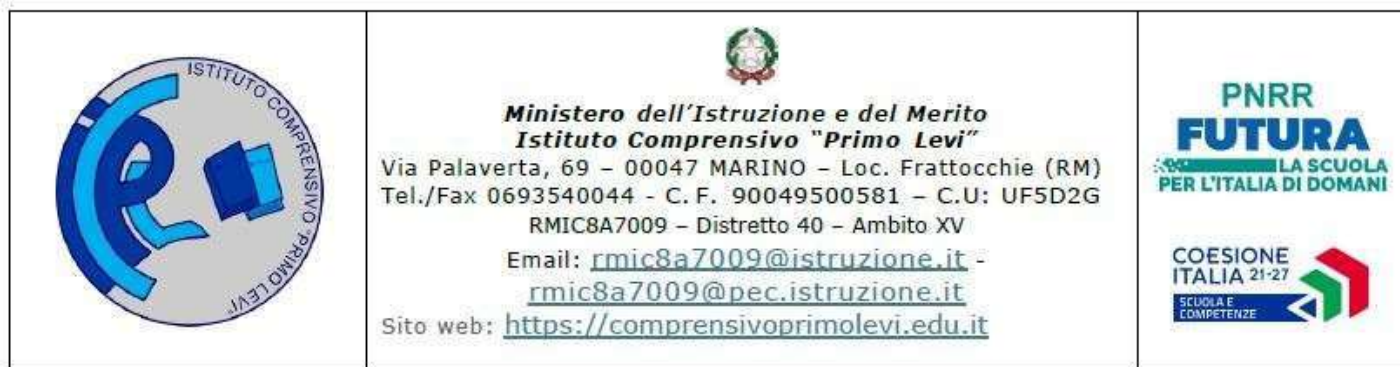 ISTITUTO COMPRENSIVO "PRIMO LEVI"
Ministero dell'Istruzione e del Merito
Istituto Comprensivo "Primo Levi"
Via Palaverta, 69 – 00047 MARINO – Loc. Frattocchie (RM)
Tel./Fax 0693540044 - C. F. 90049500581 – C.U: UF5D2G
RMIC8A7009 – Distretto 40 – Ambito XV
Email: rmic8a7009@istruzione.it -
rmic8a7009@pec.istruzione.it
Sito web: https://comprensivoprimolevi.edu.it
PNRR
FUTURA
LA SCUOLA
PER L'ITALIA DI DOMANI
COESIONE
ITALIA 21-27
SCUOLA E
COMPETENZE